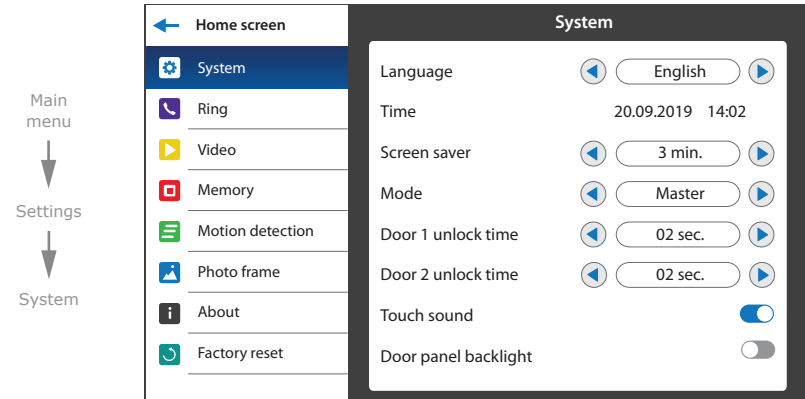 Main
menu
Settings
System
Home screen
System
Ring
Video
Memory
Motion detection
Photo frame
About
Factory reset
System
Language English
Time 20.09.2019 14:02
Screen saver 3 min.
Mode Master
Door 1 unlock time 02 sec.
Door 2 unlock time 02 sec.
Touch sound
Door panel backlight